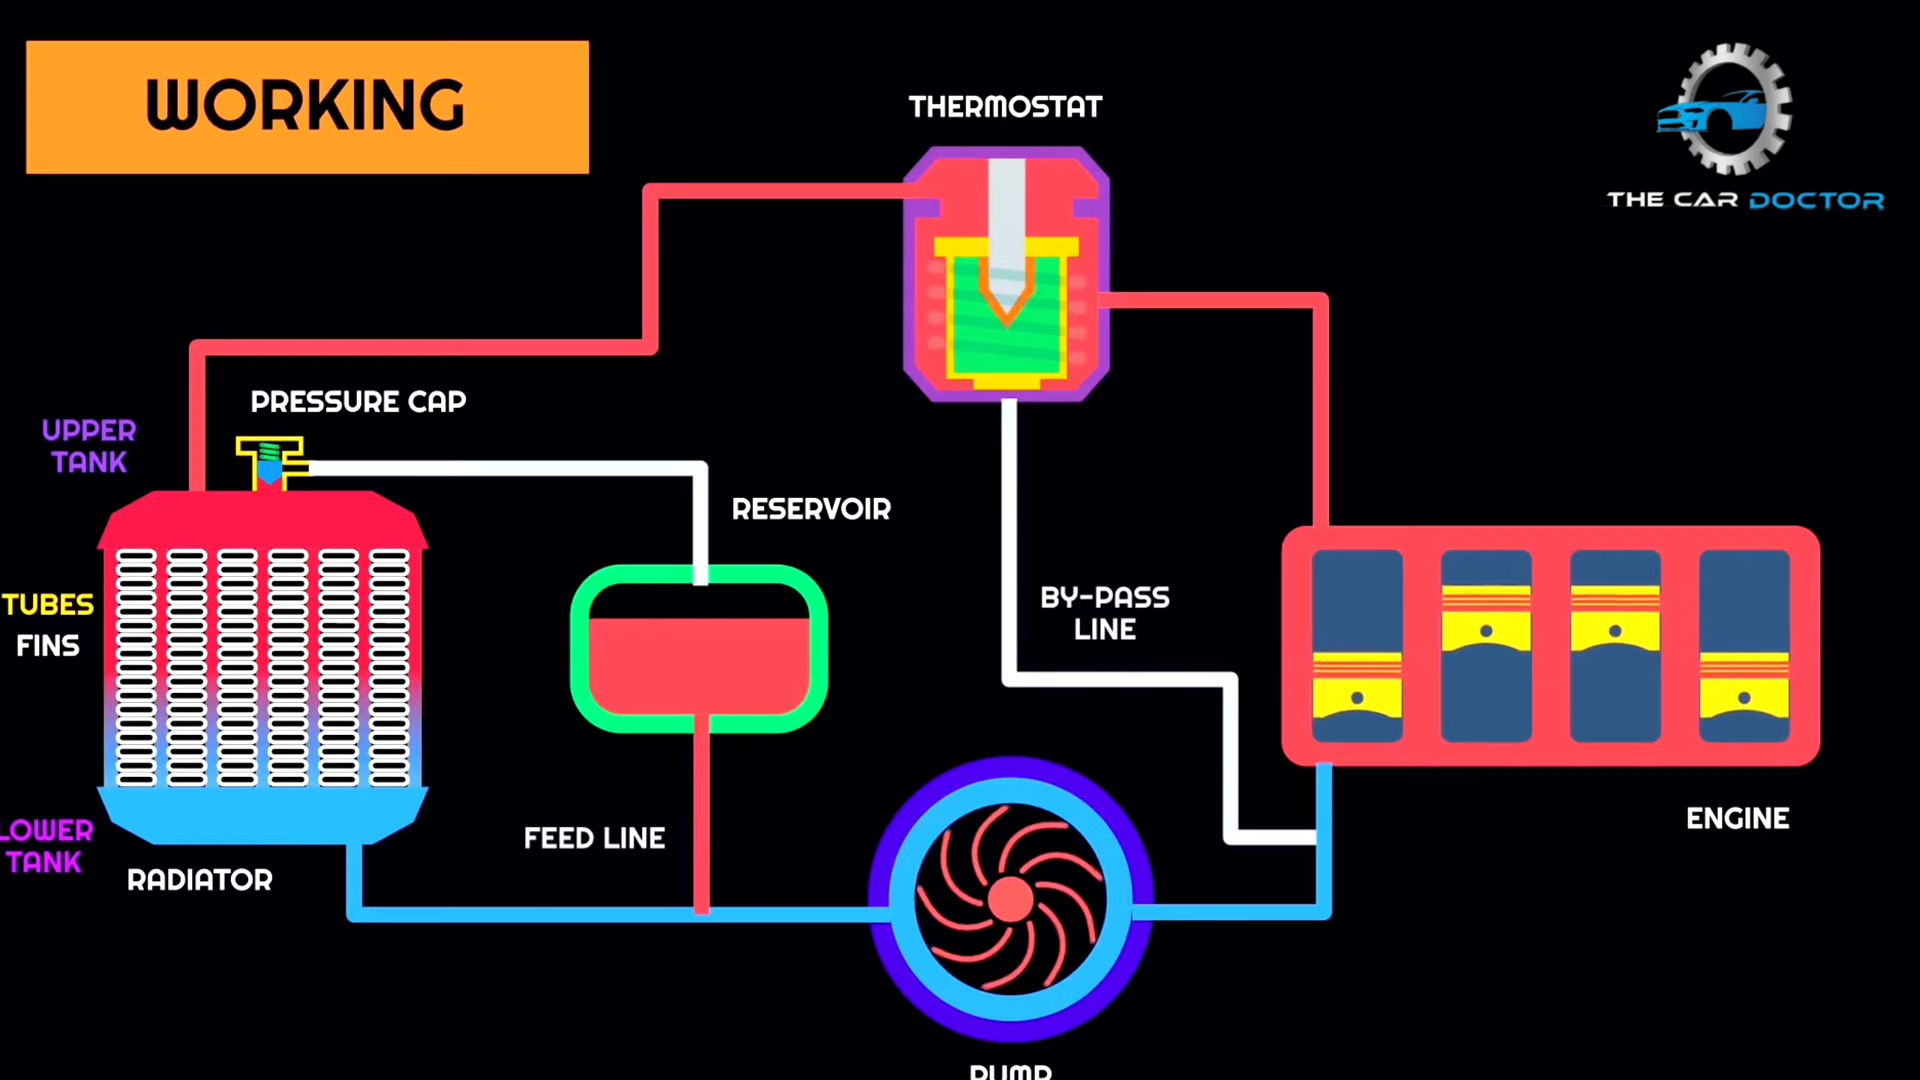 WORKING
THERMOSTAT
THE CAR DOCTOR
PRESSURE CAP
UPPER
TANK
RESERVOIR
BY-PASS
LINE
TUBES
FINS
LOWER
TANK
FEED LINE
ENGINE
RADIATOR
PUMP